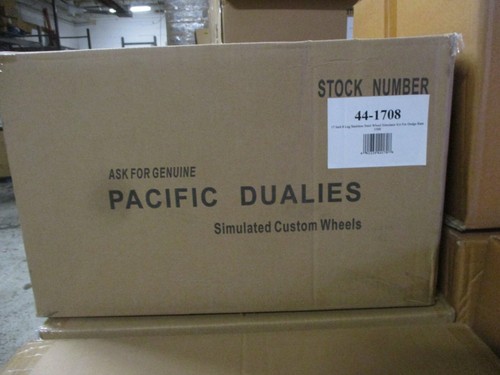 STOCK NUMBER
44-1708
ASK FOR GENUINE
PACIFIC DUALIES
Simulated Custom Wheels